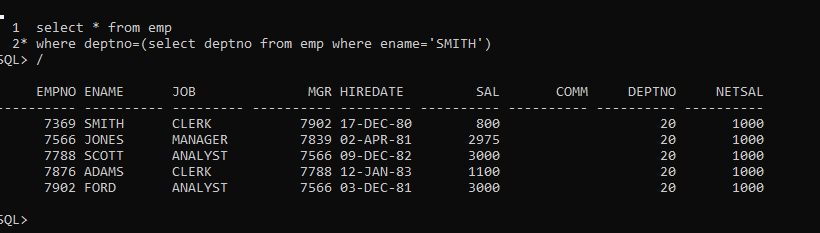 1  select * from emp
2* where deptno=(select deptno from emp where ename='SMITH')
SQL> /
EMPNO ENAME      JOB              MGR HIREDATE         SAL       COMM     DEPTNO     NETSAL
---------- ---------- --------- ---------- --------- ---------- ---------- ---------- ----------
7369 SMITH      CLERK           7902 17-DEC-80        800                    20       1000
7566 JONES      MANAGER         7839 02-APR-81       2975                    20       1000
7788 SCOTT      ANALYST         7566 09-DEC-82       3000                    20       1000
7876 ADAMS      CLERK           7788 12-JAN-83       1100                    20       1000
7902 FORD       ANALYST         7566 03-DEC-81       3000                    20       1000
SQL>